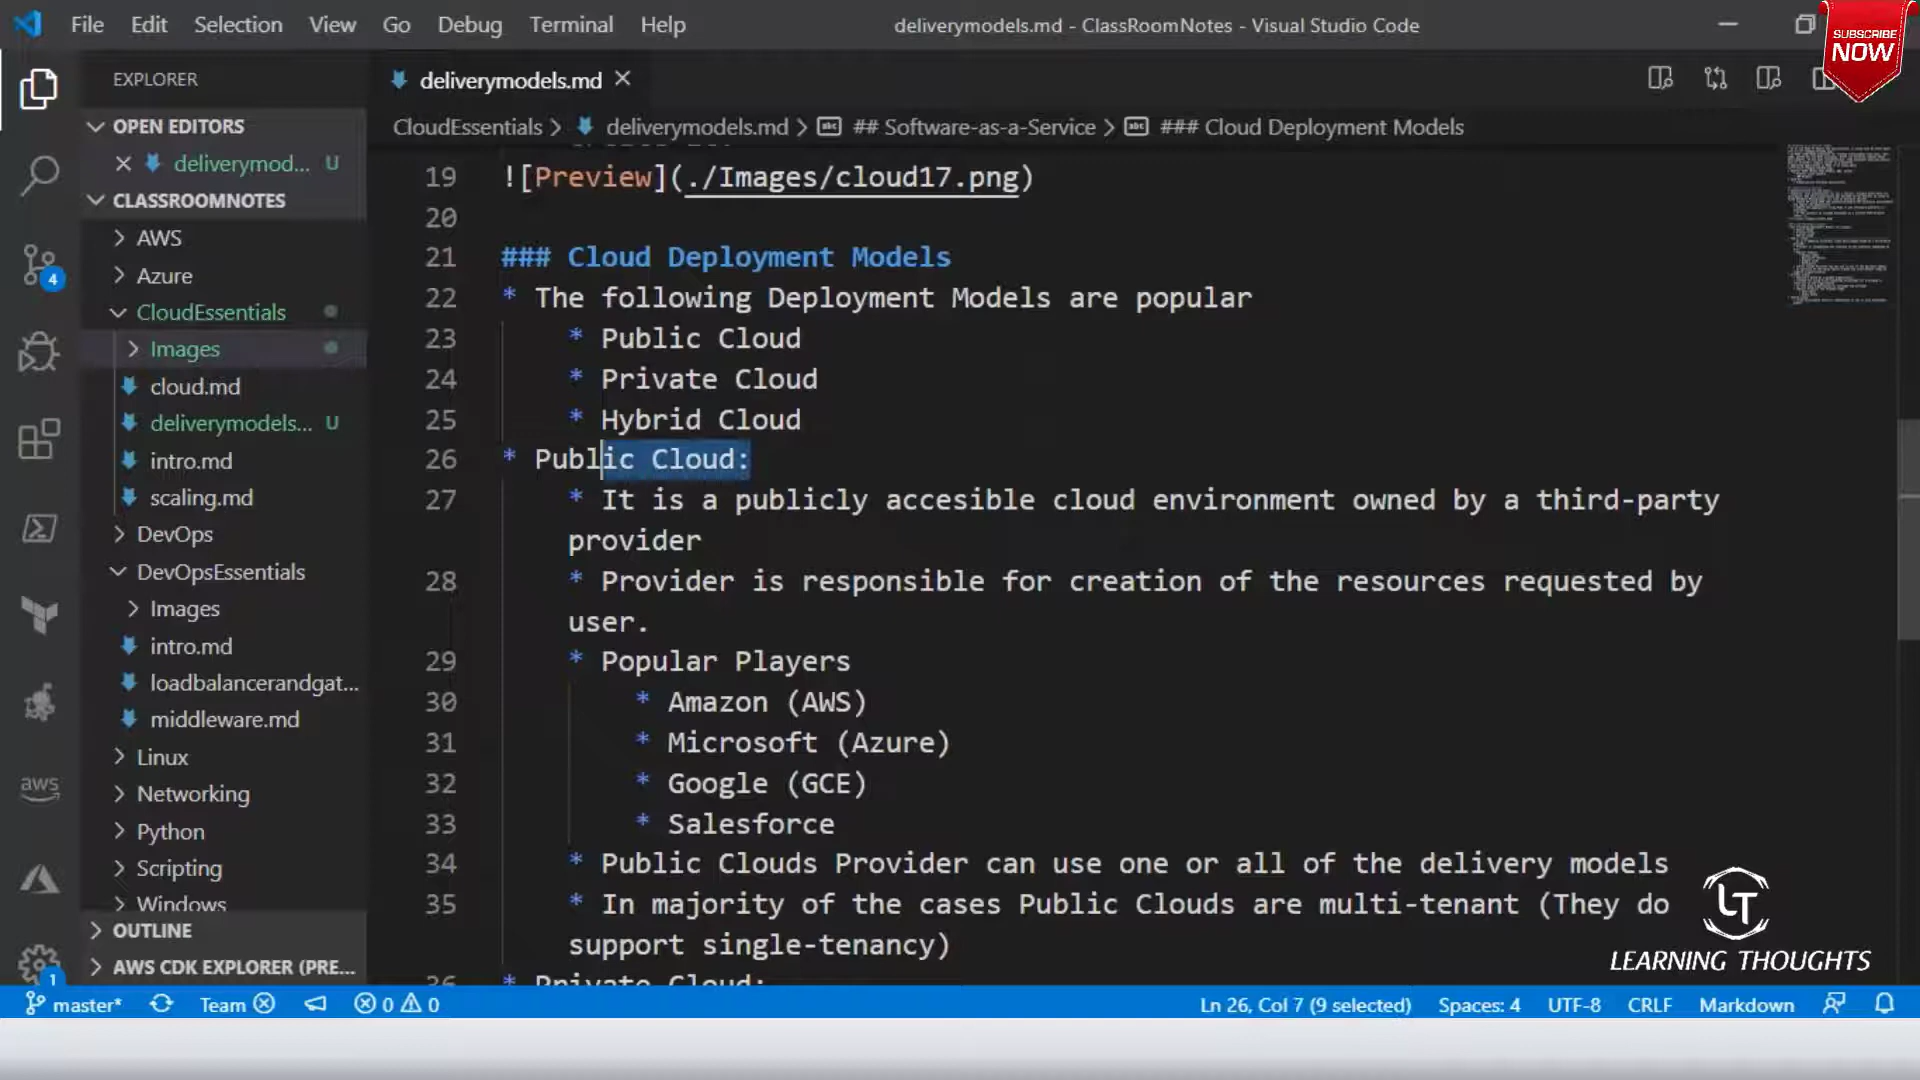 File Edit Selection View Go Debug Terminal Help
deliverymodels.md - ClassRoomNotes - Visual Studio Code
SUBSCRIBE
NOW
EXPLORER
OPEN EDITORS
deliverymod... U
CLASSROOMNOTES
AWS
Azure
CloudEssentials
Images
cloud.md
deliverymodels... U
intro.md
scaling.md
DevOps
DevOpsEssentials
Images
intro.md
loadbalancerandgat...
middleware.md
Linux
Networking
Python
Scripting
Windows
OUTLINE
AWS CDK EXPLORER (PRE...
4
aws
1
deliverymodels.md
CloudEssentials > deliverymodels.md > abc ## Software-as-a-Service > abc ### Cloud Deployment Models
19 ![Preview](./Images/cloud17.png)
20
21 ### Cloud Deployment Models
22 * The following Deployment Models are popular
23 * Public Cloud
24 * Private Cloud
25 * Hybrid Cloud
26 * Public Cloud:
27 * It is a publicly accesible cloud environment owned by a third-party
provider
28 * Provider is responsible for creation of the resources requested by
user.
29 * Popular Players
30 * Amazon (AWS)
31 * Microsoft (Azure)
32 * Google (GCE)
33 * Salesforce
34 * Public Clouds Provider can use one or all of the delivery models
35 * In majority of the cases Public Clouds are multi-tenant (They do
support single-tenancy)
36 * Private Cloud:
LT
LEARNING THOUGHTS
master* Team 0 0 Ln 26, Col 7 (9 selected) Spaces: 4 UTF-8 CRLF Markdown